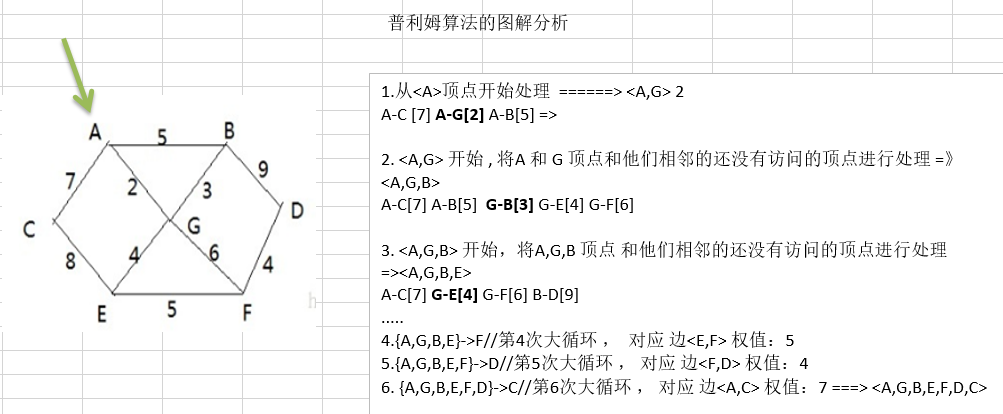 普利姆算法的图解分析
1.从<A>顶点开始处理 ======> <A,G> 2
A-C [7] A-G[2] A-B[5] =>
2. <A,G> 开始 , 将A 和 G 顶点和他们相邻的还没有访问的顶点进行处理 =》
<A,G,B>
A-C[7] A-B[5] G-B[3] G-E[4] G-F[6]
3. <A,G,B> 开始，将A,G,B 顶点 和他们相邻的还没有访问的顶点进行处理
=><A,G,B,E>
A-C[7] G-E[4] G-F[6] B-D[9]
.....
4.{A,G,B,E}->F//第4次大循环 ， 对应 边<E,F> 权值：5
5.{A,G,B,E,F}->D//第5次大循环 ， 对应 边<F,D> 权值：4
6. {A,G,B,E,F,D}->C//第6次大循环 ， 对应 边<A,C> 权值：7 ===> <A,G,B,E,F,D,C>
A 5 B
7 2 3 9
C G D
8 4 6 4
E 5 F